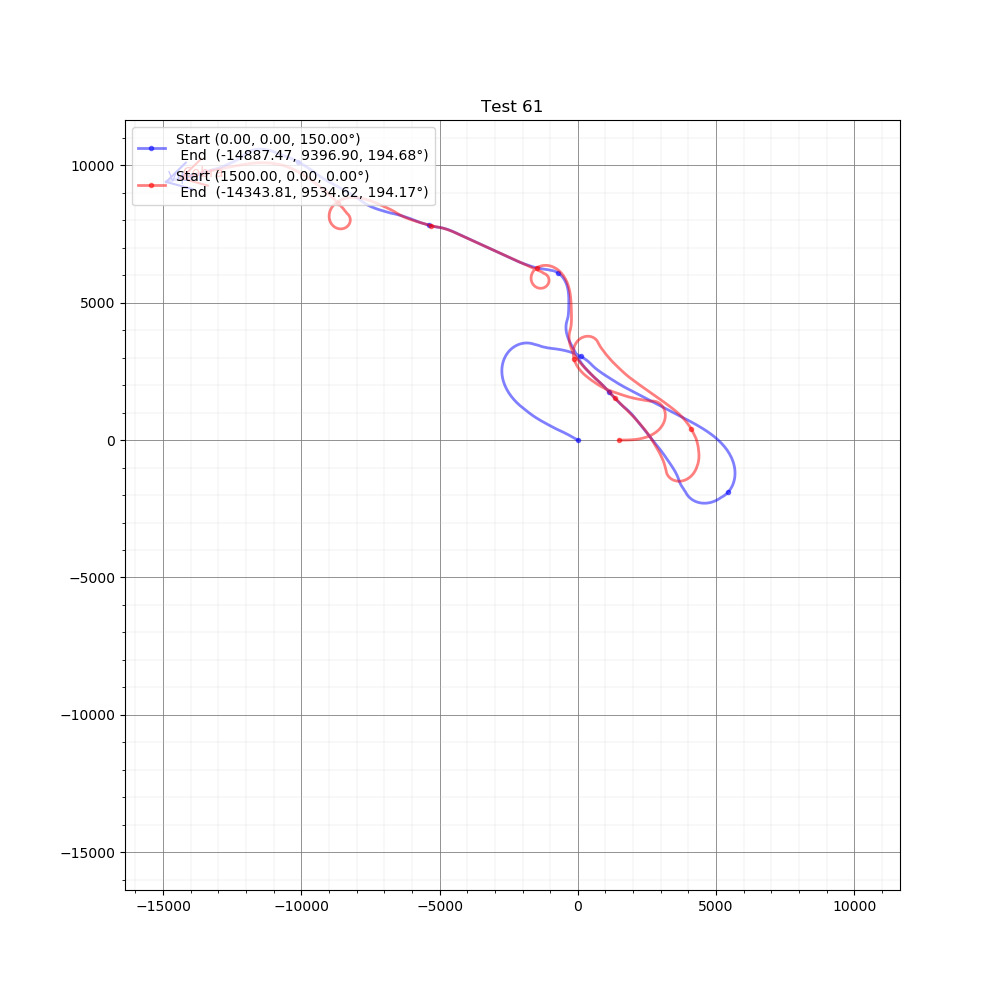 Test 61
Start (0.00, 0.00, 150.00°)
End  (-14887.47, 9396.90, 194.68°)
Start (1500.00, 0.00, 0.00°)
End  (-14343.81, 9534.62, 194.17°)
10000
5000
0
−5000
−10000
−15000
−15000 −10000 −5000 0 5000 10000